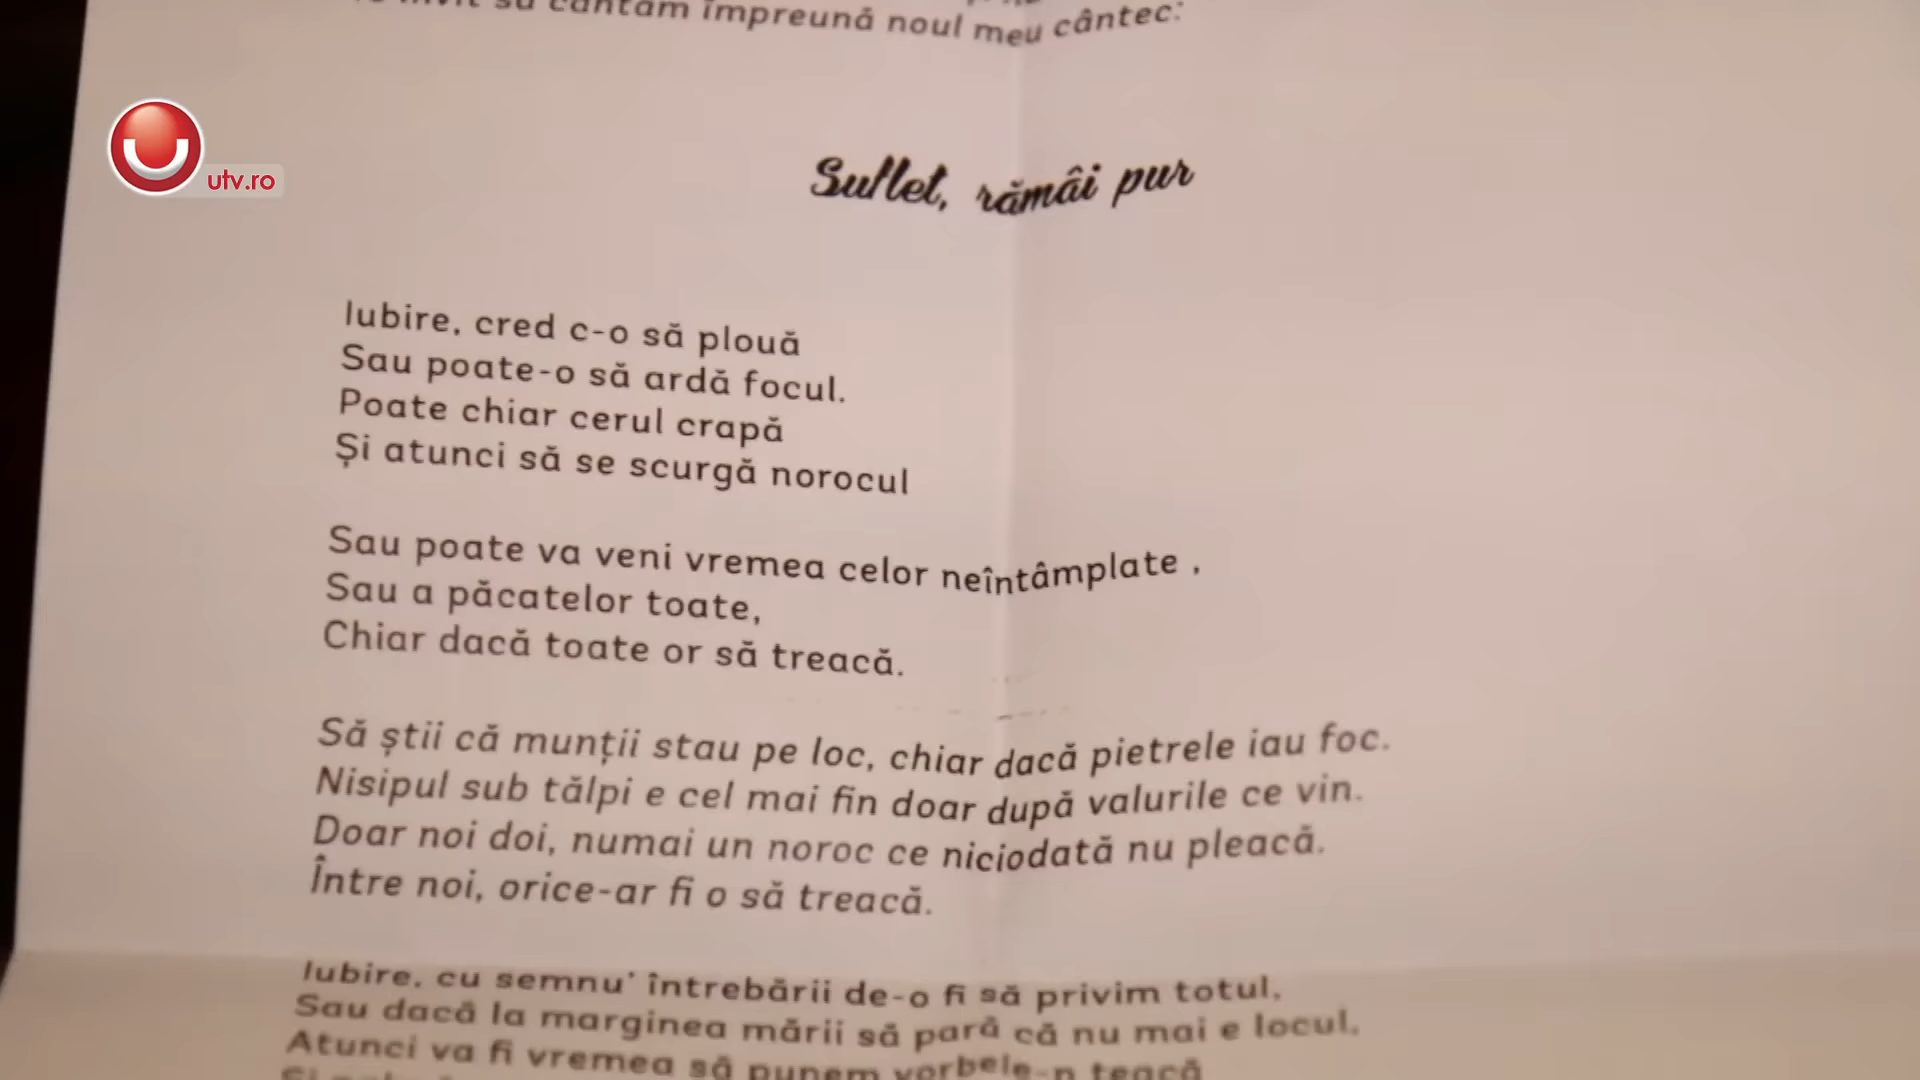 invit să cântăm împreună noul meu cântec:
utv.ro
Suflet, rămâi pur
Iubire, cred c-o să plouă
Sau poate-o să ardă focul.
Poate chiar cerul crapă
Și atunci să se scurgă norocul
Sau poate va veni vremea celor neîntâmplate ,
Sau a păcatelor toate,
Chiar dacă toate or să treacă.
Să știi că munții stau pe loc, chiar dacă pietrele iau foc.
Nisipul sub tălpi e cel mai fin doar după valurile ce vin.
Doar noi doi, numai un noroc ce niciodată nu pleacă.
Între noi, orice-ar fi o să treacă.
Iubire, cu semnu' întrebării de-o fi să privim totul,
Sau dacă la marginea mării să pară că nu mai e locul,
Atunci va fi vremea să punem vorbele-n teacă